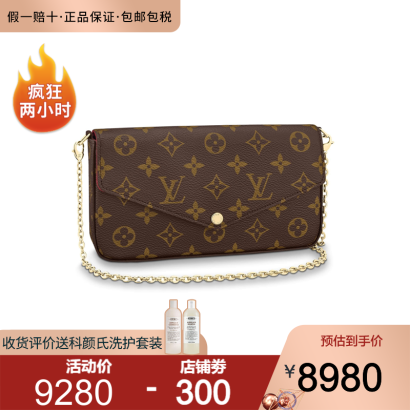 假一赔十·正品保证·包邮包税
疯狂
两小时
收货评价送科颜氏洗护套装
预估到手价
活动价
9280
-
店铺劵
300
¥8980